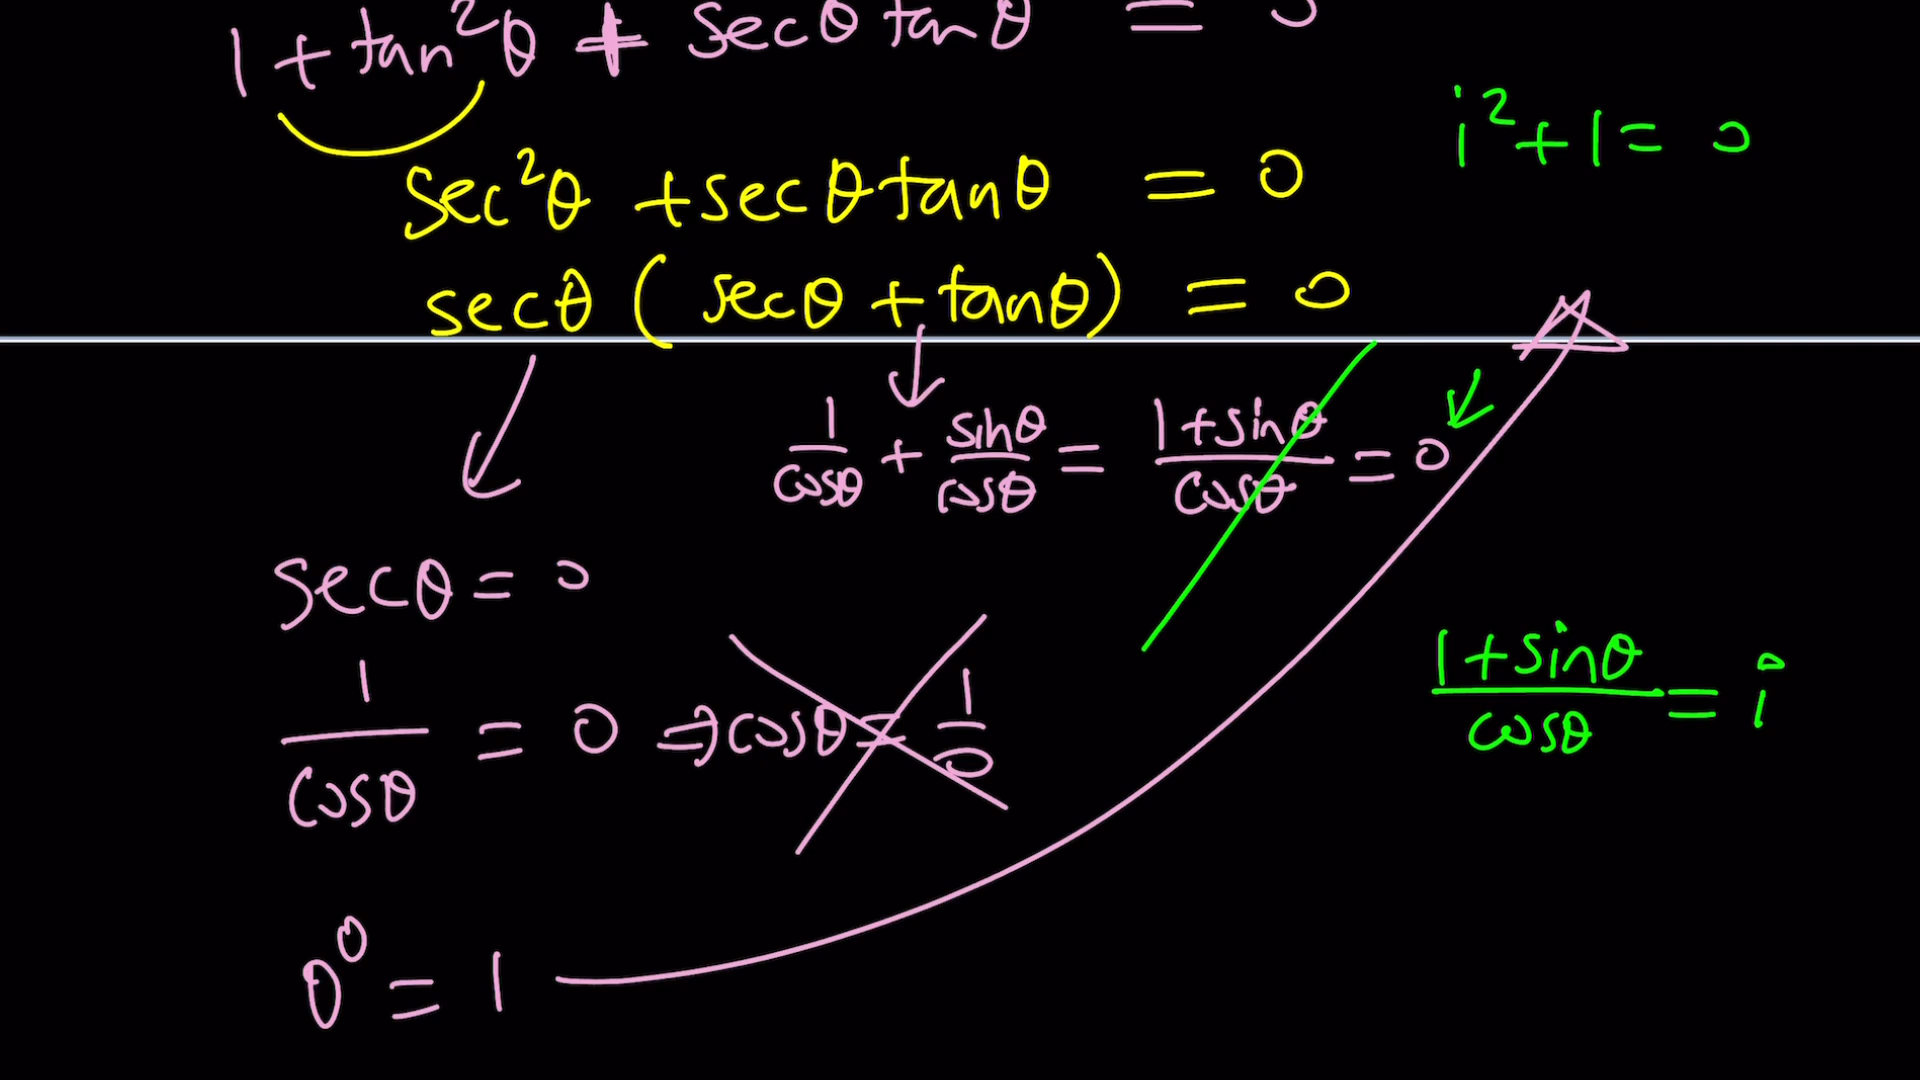 1 + tan²θ + secθ tanθ =
i² + 1 = 0
sec²θ + secθ tanθ = 0
secθ ( secθ + tanθ ) = 0
1/cosθ + sinθ/cosθ = (1+sinθ)/cosθ = 0
secθ = 0
(1+sinθ)/cosθ = i
1/cosθ = 0 ⇒ cosθ = 1/0
0⁰ = 1